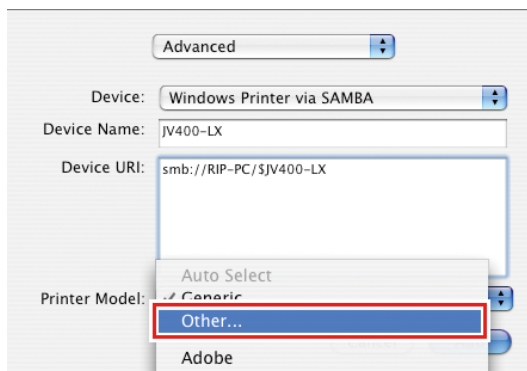 Advanced
Device: Windows Printer via SAMBA
Device Name: JV400-LX
Device URI: smb://RIP-PC/$JV400-LX
Auto Select
Printer Model: ✓ Generic
Other...
Adobe